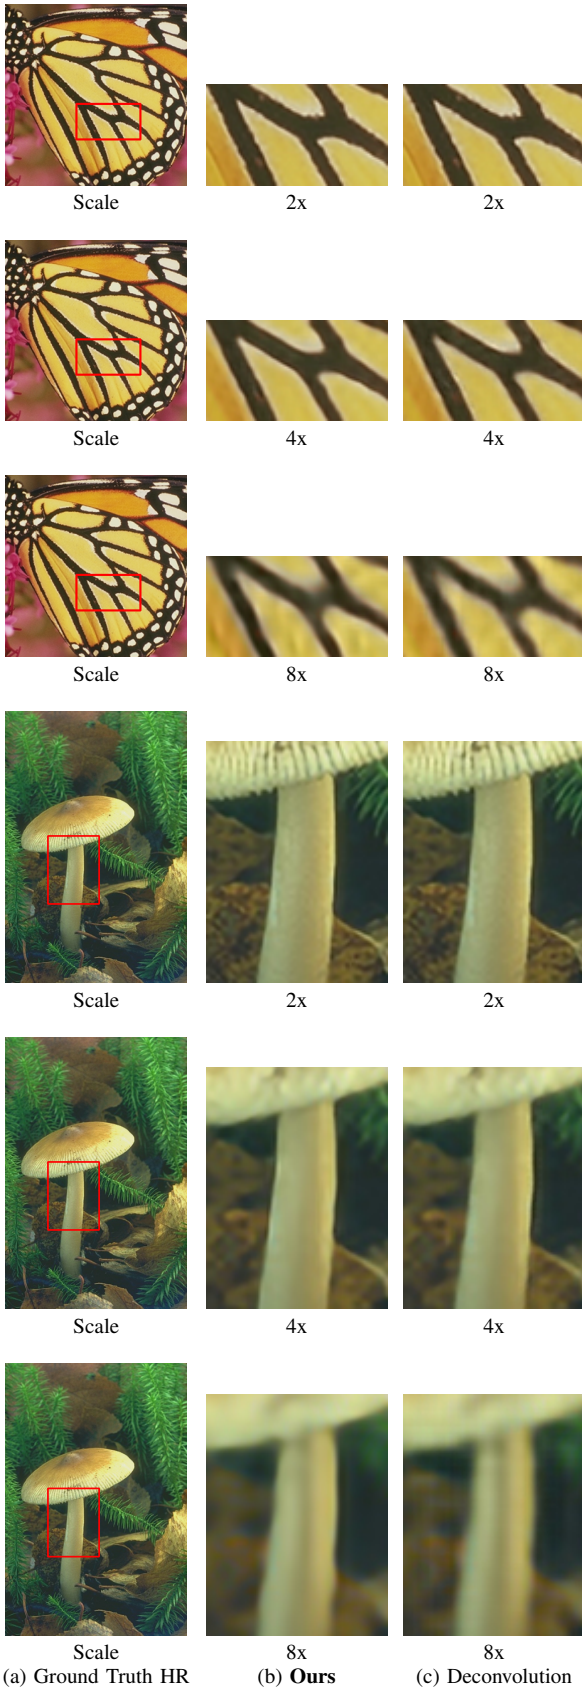 Scale 2x 2x
Scale 4x 4x
Scale 8x 8x
Scale 2x 2x
Scale 4x 4x
Scale 8x 8x
(a) Ground Truth HR (b) Ours (c) Deconvolution